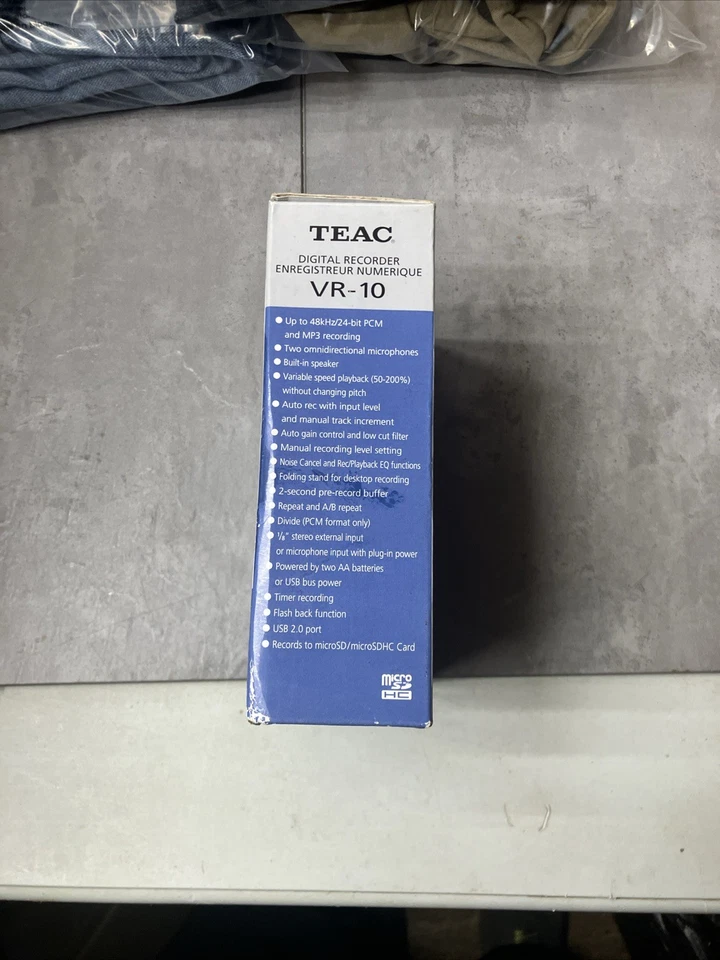 TEAC
DIGITAL RECORDER
ENREGISTREUR NUMERIQUE
VR-10
● Up to 48kHz/24-bit PCM
and MP3 recording
● Two omnidirectional microphones
● Built-in speaker
● Variable speed playback (50-200%)
without changing pitch
● Auto rec with input level
and manual track increment
● Auto gain control and low cut filter
● Manual recording level setting
● Noise Cancel and Rec/Playback EQ functions
● Folding stand for desktop recording
● 2-second pre-record buffer
● Repeat and A/B repeat
● Divide (PCM format only)
● 1/8" stereo external input
or microphone input with plug-in power
● Powered by two AA batteries
or USB bus power
● Timer recording
● Flash back function
● USB 2.0 port
● Records to microSD/microSDHC Card
micro
SD
HC